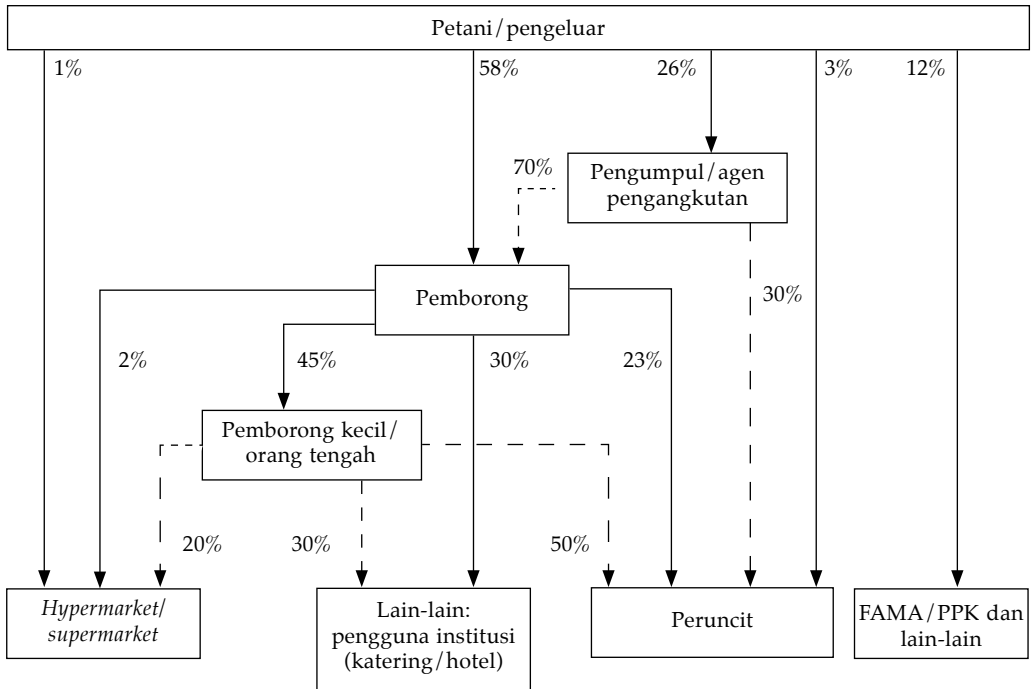 Petani/pengeluar
1%
58%
26%
3%
12%
70%
Pengumpul/agen
pengangkutan
Pemborong
30%
2%
45%
30%
23%
Pemborong kecil/
orang tengah
20%
30%
50%
Hypermarket/
supermarket
Lain-lain:
pengguna institusi
(katering/hotel)
Peruncit
FAMA/PPK dan
lain-lain